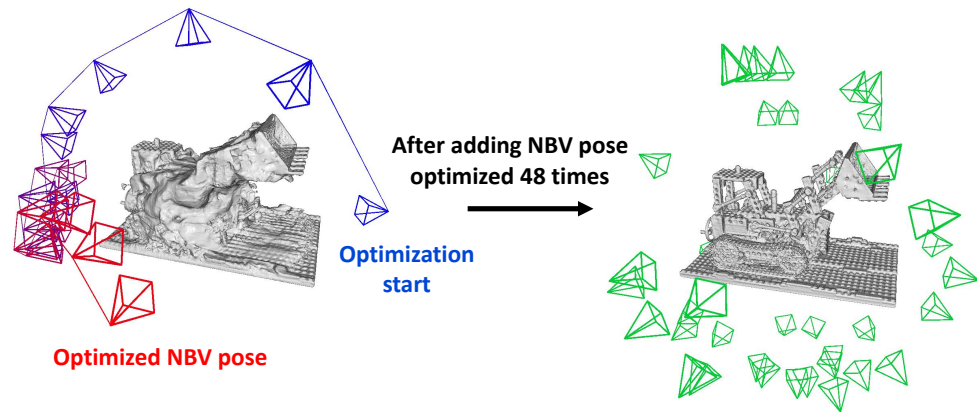 After adding NBV pose
optimized 48 times
Optimization
start
Optimized NBV pose